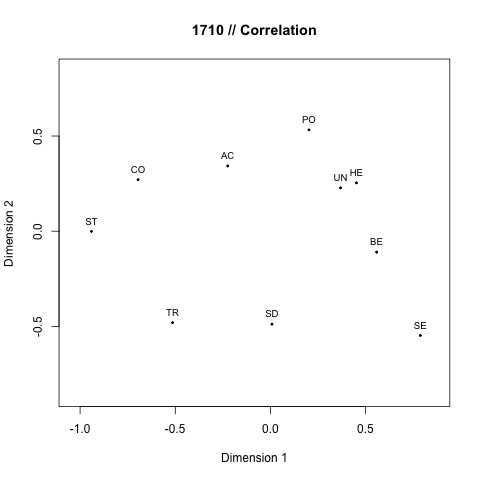 1710 // Correlation
PO
AC
CO
UN HE
ST
BE
TR
SD
SE
0.5
0.0
-0.5
Dimension 2
-1.0 -0.5 0.0 0.5
Dimension 1